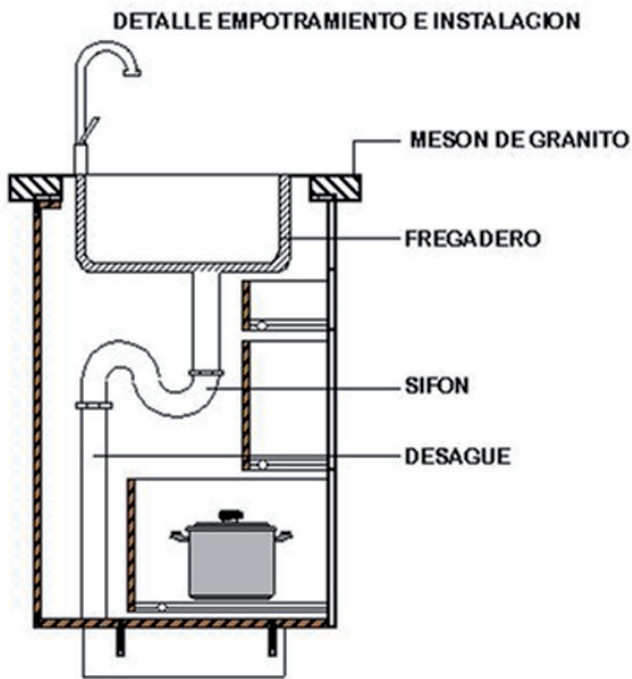 DETALLE EMPOTRAMIENTO E INSTALACION
MESON DE GRANITO
FREGADERO
SIFON
DESAGUE